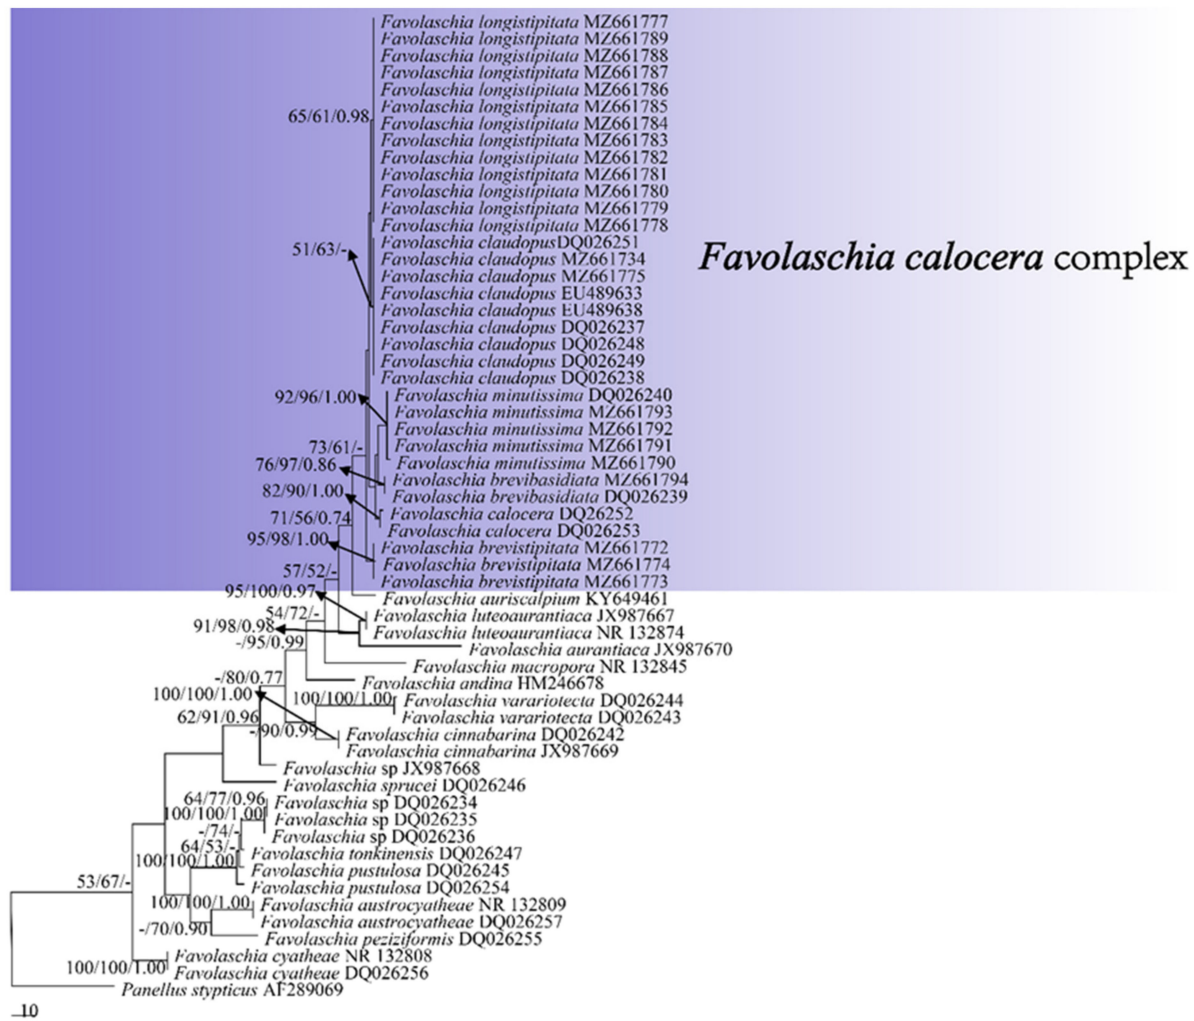 Favolaschia longistipitata MZ661777
Favolaschia longistipitata MZ661789
Favolaschia longistipitata MZ661788
Favolaschia longistipitata MZ661787
Favolaschia longistipitata MZ661786
Favolaschia longistipitata MZ661785
65/61/0.98
Favolaschia longistipitata MZ661784
Favolaschia longistipitata MZ661783
Favolaschia longistipitata MZ661782
Favolaschia longistipitata MZ661781
Favolaschia longistipitata MZ661780
Favolaschia longistipitata MZ661779
Favolaschia longistipitata MZ661778
Favolaschia claudopusDQ026251
51/63/-
Favolaschia claudopus MZ661734
Favolaschia calocera complex
Favolaschia claudopus MZ661775
Favolaschia claudopus EU489633
Favolaschia claudopus EU489638
Favolaschia claudopus DQ026237
Favolaschia claudopus DQ026248
Favolaschia claudopus DQ026249
Favolaschia claudopus DQ026238
92/96/1.00
Favolaschia minutissima DQ026240
Favolaschia minutissima MZ661793
Favolaschia minutissima MZ661792
73/61/-
Favolaschia minutissima MZ661791
76/97/0.86
Favolaschia minutissima MZ661790
Favolaschia brevibasidiata MZ661794
82/90/1.00
Favolaschia brevibasidiata DQ026239
Favolaschia calocera DQ26252
71/56/0.74
Favolaschia calocera DQ026253
95/98/1.00
Favolaschia brevistipitata MZ661772
Favolaschia brevistipitata MZ661774
57/52/-
Favolaschia brevistipitata MZ661773
95/100/0.97
Favolaschia auriscalpium KY649461
54/72/-
Favolaschia luteoaurantiaca JX987667
91/98/0.98
Favolaschia luteoaurantiaca NR 132874
-/95/0.99
Favolaschia aurantiaca JX987670
Favolaschia macropora NR 132845
-/80/0.77
Favolaschia andina HM246678
100/100/1.00
100/100/1.00
Favolaschia varariotecta DQ026244
62/91/0.96
Favolaschia varariotecta DQ026243
-/90/0.99
Favolaschia cinnabarina DQ026242
Favolaschia cinnabarina JX987669
Favolaschia sp JX987668
Favolaschia sprucei DQ026246
64/77/0.96
Favolaschia sp DQ026234
100/100/1.00
Favolaschia sp DQ026235
-/74/-
Favolaschia sp DQ026236
64/53/-
Favolaschia tonkinensis DQ026247
100/100/1.00
Favolaschia pustulosa DQ026245
53/67/-
Favolaschia pustulosa DQ026254
100/100/1.00
Favolaschia austrocyatheae NR 132809
Favolaschia austrocyatheae DQ026257
-/70/0.90
Favolaschia peziziformis DQ026255
Favolaschia cyatheae NR 132808
100/100/1.00
Favolaschia cyatheae DQ026256
Panellus stypticus AF289069
10